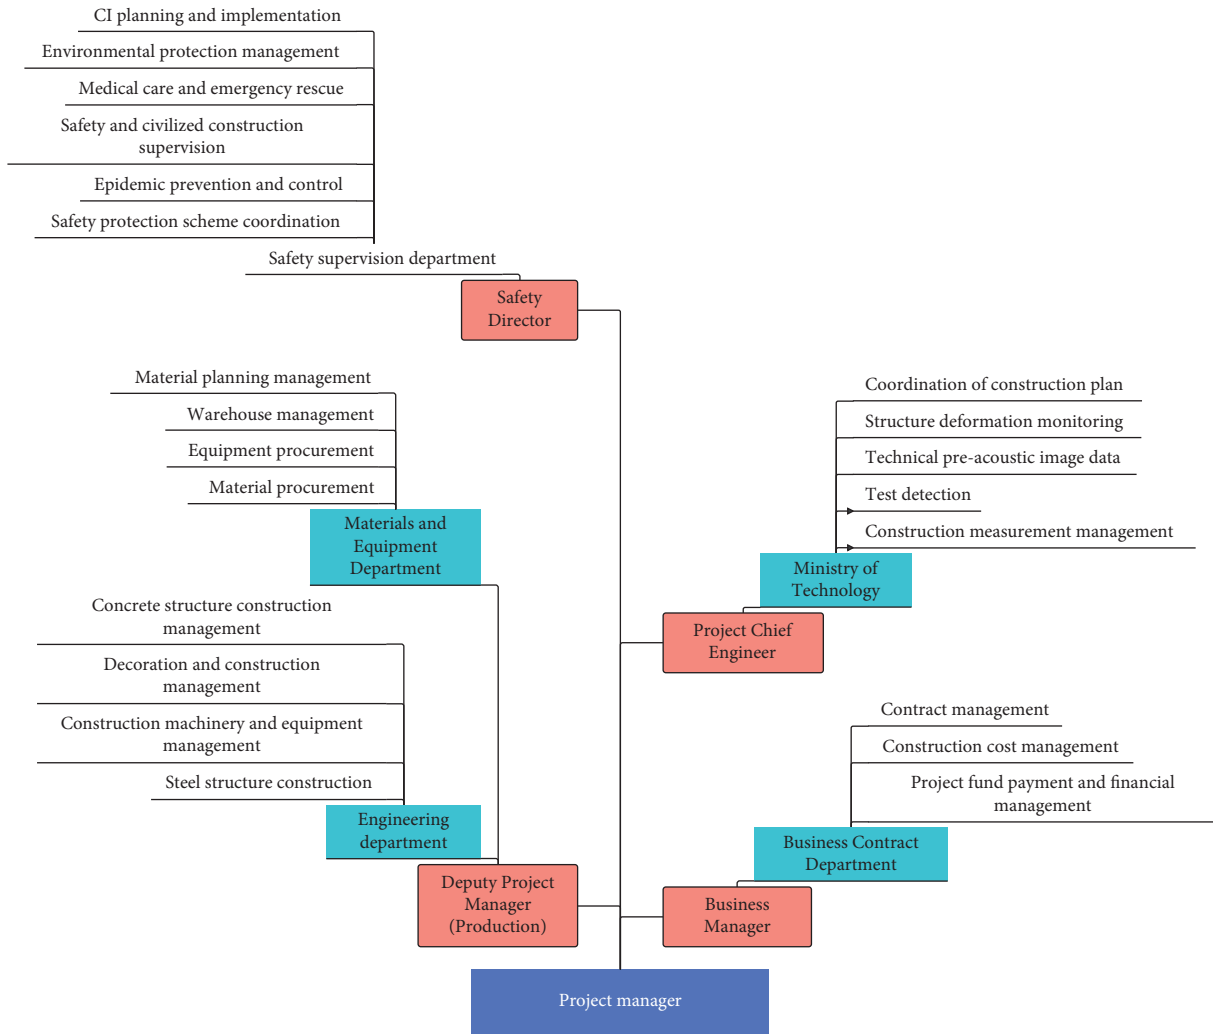 CI planning and implementation
Environmental protection management
Medical care and emergency rescue
Safety and civilized construction
supervision
Epidemic prevention and control
Safety protection scheme coordination
Safety supervision department
Safety
Director
Material planning management
Warehouse management
Equipment procurement
Material procurement
Materials and
Equipment
Department
Concrete structure construction
management
Decoration and construction
management
Construction machinery and equipment
management
Steel structure construction
Engineering
department
Deputy Project
Manager
(Production)
Coordination of construction plan
Structure deformation monitoring
Technical pre-acoustic image data
Test detection
Construction measurement management
Ministry of
Technology
Project Chief
Engineer
Contract management
Construction cost management
Project fund payment and financial
management
Business Contract
Department
Business
Manager
Project manager